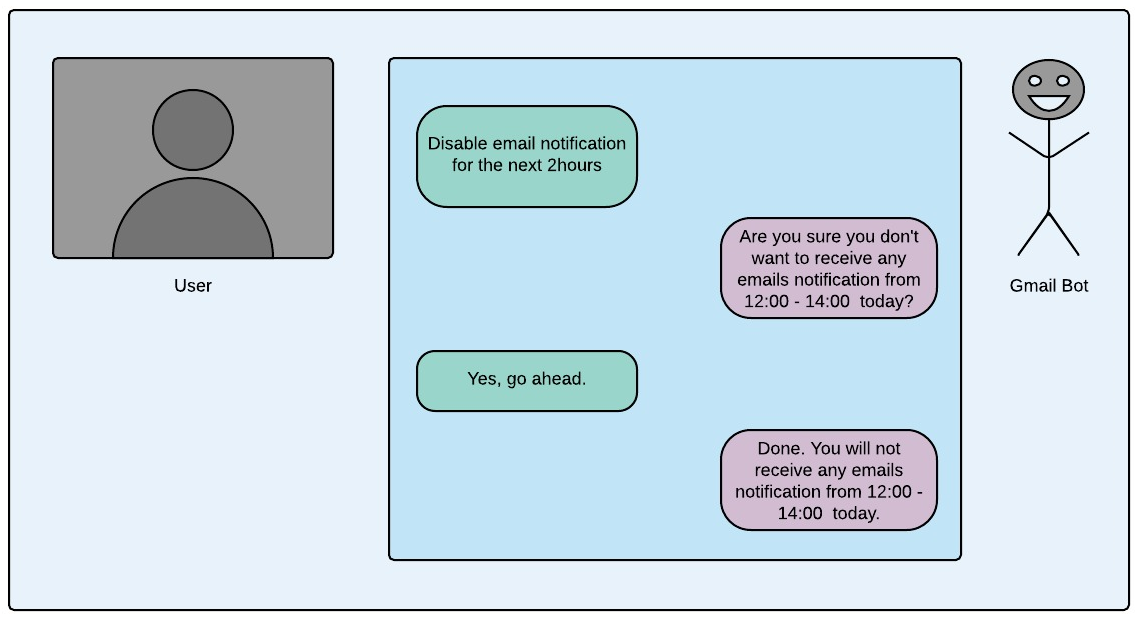 Disable email notification
for the next 2hours
Are you sure you don't
want to receive any
emails notification from
12:00 - 14:00  today?
User
Gmail Bot
Yes, go ahead.
Done. You will not
receive any emails
notification from 12:00 -
14:00  today.